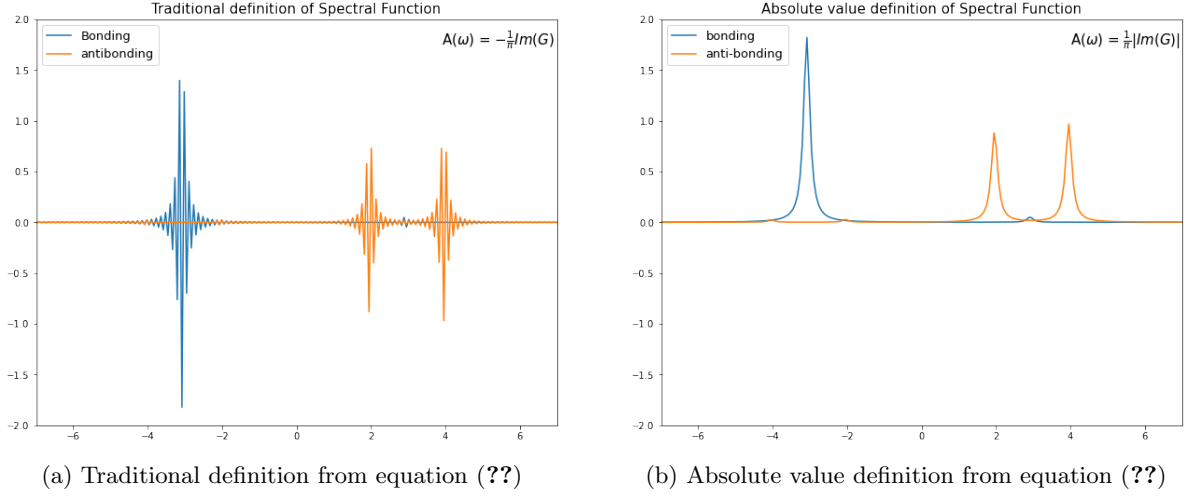 Traditional definition of Spectral Function
Bonding
antibonding
A(ω) = −1/π Im(G)
2.0
1.5
1.0
0.5
0.0
−0.5
−1.0
−1.5
−2.0
−6 −4 −2 0 2 4 6
(a) Traditional definition from equation (??)
Absolute value definition of Spectral Function
bonding
anti-bonding
A(ω) = 1/π |Im(G)|
2.0
1.5
1.0
0.5
0.0
−0.5
−1.0
−1.5
−2.0
−6 −4 −2 0 2 4 6
(b) Absolute value definition from equation (??)